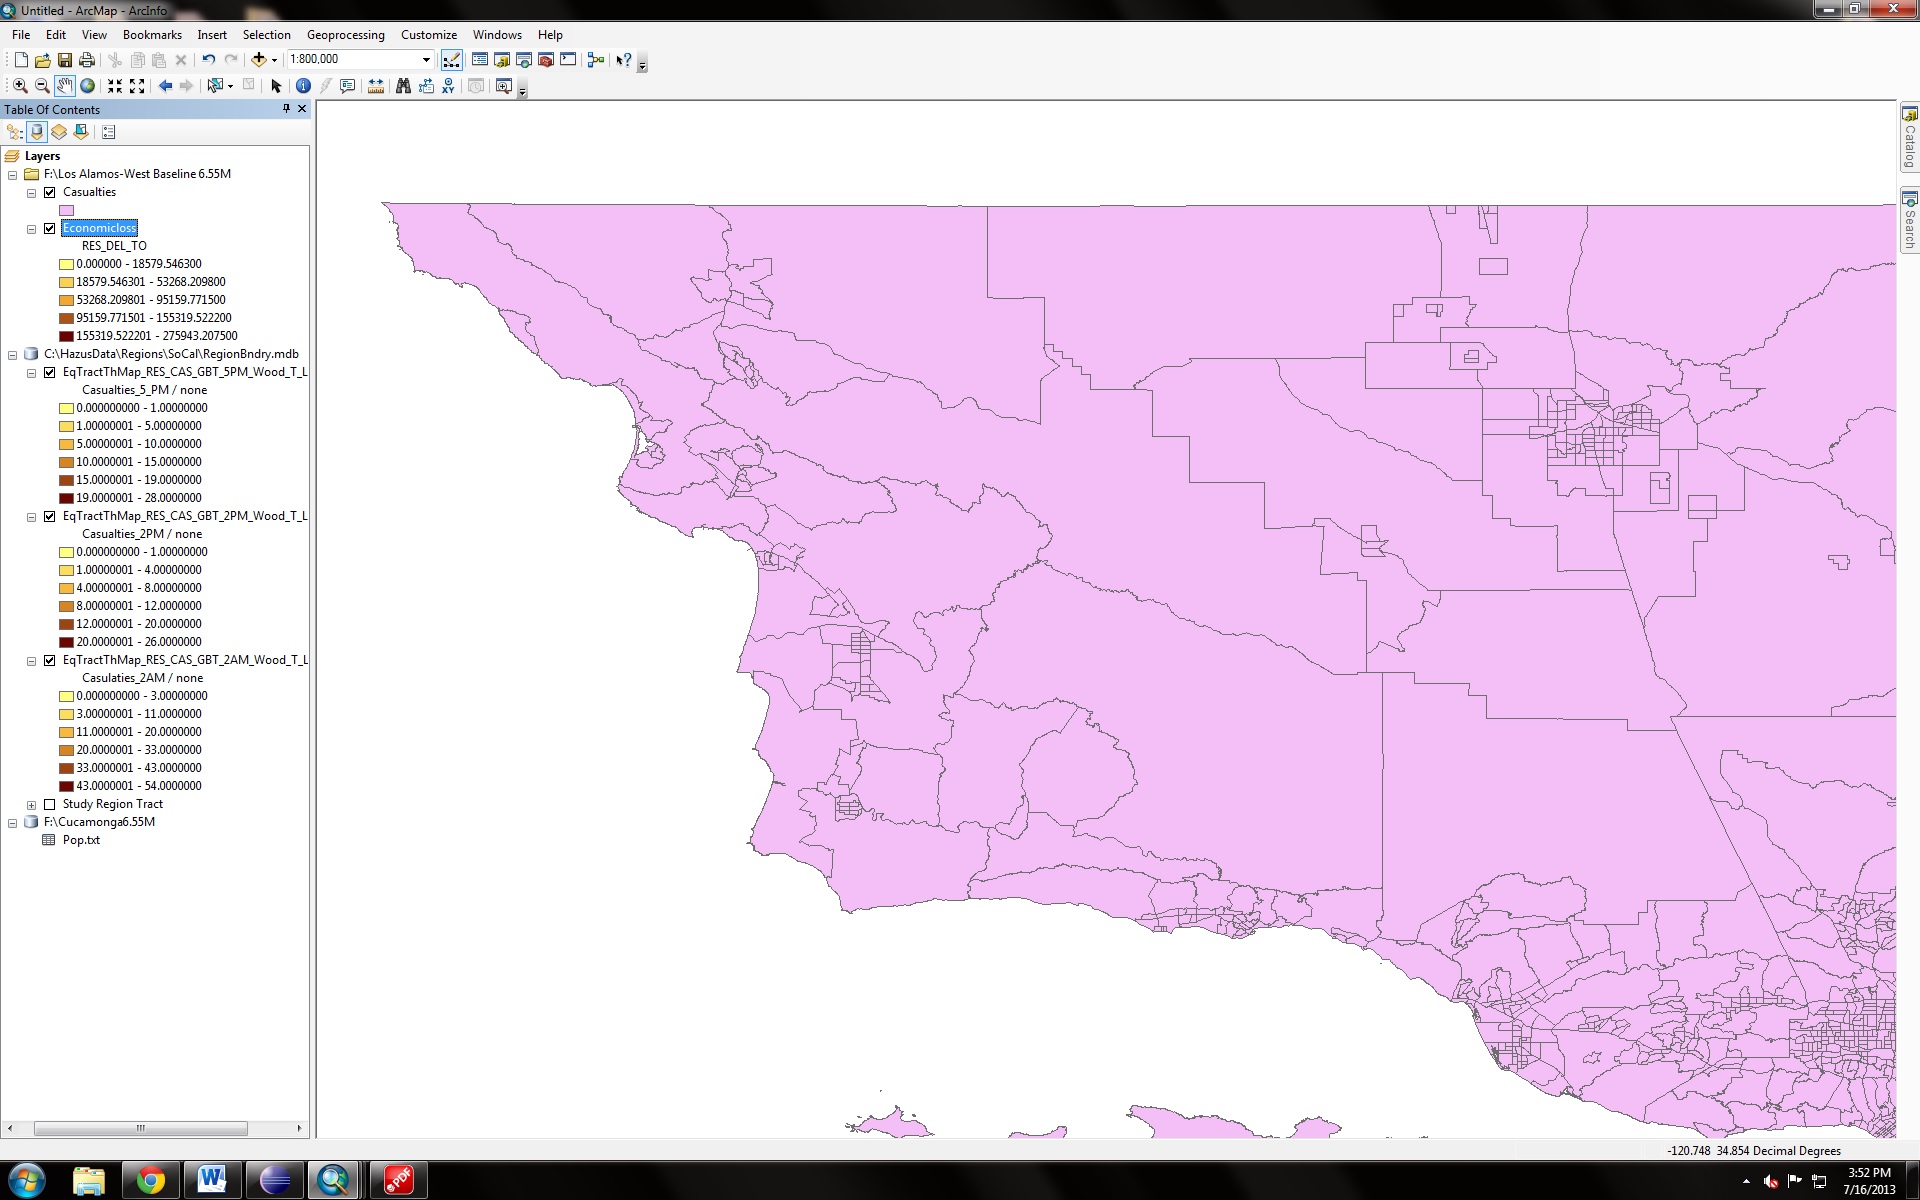 Untitled - ArcMap - ArcInfo
File Edit View Bookmarks Insert Selection Geoprocessing Customize Windows Help
1:800,000
Table Of Contents
Layers
F:\Los Alamos-West Baseline 6.55M
Casualties
Economicloss
RES_DEL_TO
0.000000 - 18579.546300
18579.546301 - 53268.209800
53268.209801 - 95159.771500
95159.771501 - 155319.522200
155319.522201 - 275943.207500
C:\HazusData\Regions\SoCal\RegionBndry.mdb
EqTractThMap_RES_CAS_GBT_5PM_Wood_T_L
Casualties_5_PM / none
0.000000000 - 1.00000000
1.00000001 - 5.00000000
5.00000001 - 10.0000000
10.0000001 - 15.0000000
15.0000001 - 19.0000000
19.0000001 - 28.0000000
EqTractThMap_RES_CAS_GBT_2PM_Wood_T_L
Casualties_2PM / none
0.000000000 - 1.00000000
1.00000001 - 4.00000000
4.00000001 - 8.00000000
8.00000001 - 12.0000000
12.0000001 - 20.0000000
20.0000001 - 26.0000000
EqTractThMap_RES_CAS_GBT_2AM_Wood_T_L
Casulaties_2AM / none
0.000000000 - 3.00000000
3.00000001 - 11.0000000
11.0000001 - 20.0000000
20.0000001 - 33.0000000
33.0000001 - 43.0000000
43.0000001 - 54.0000000
Study Region Tract
F:\Cucamonga6.55M
Pop.txt
Catalog
Search
-120.748 34.854 Decimal Degrees
3:52 PM
7/16/2013